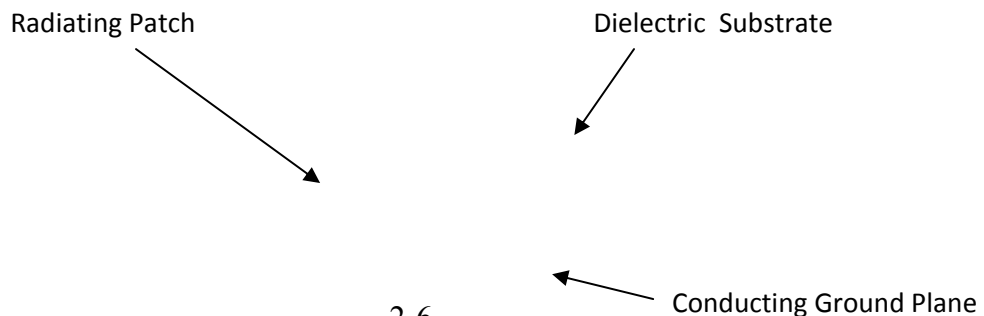 Radiating Patch
Dielectric  Substrate
Conducting Ground Plane